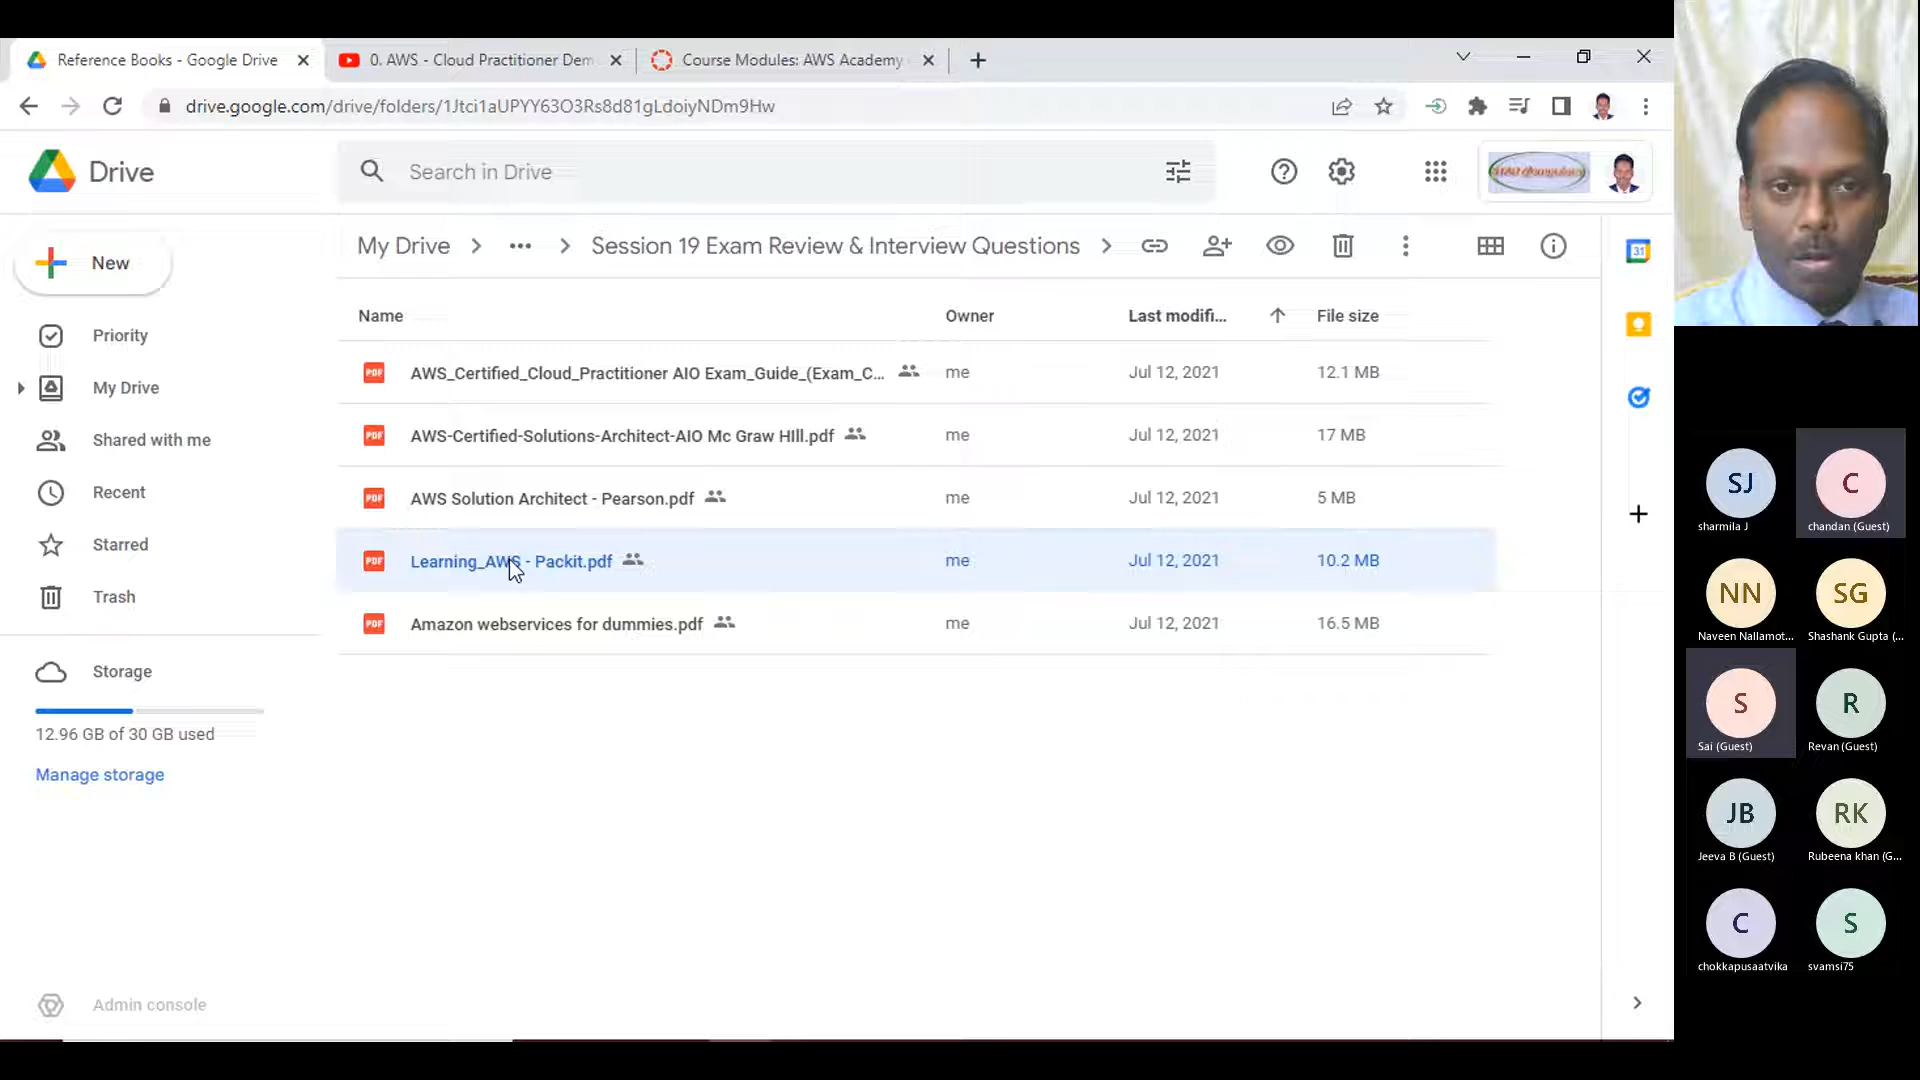 Reference Books - Google Drive
0. AWS - Cloud Practitioner Dem
Course Modules: AWS Academy
drive.google.com/drive/folders/1Jtci1aUPYY63O3Rs8d81gLdoiyNDm9Hw
Drive
Search in Drive
New
My Drive > ••• > Session 19 Exam Review & Interview Questions >
31
Name Owner Last modifi... File size
PDF AWS_Certified_Cloud_Practitioner AIO Exam_Guide_(Exam_C... me Jul 12, 2021 12.1 MB
PDF AWS-Certified-Solutions-Architect-AIO Mc Graw HIll.pdf me Jul 12, 2021 17 MB
PDF AWS Solution Architect - Pearson.pdf me Jul 12, 2021 5 MB
PDF Learning_AWS - Packit.pdf me Jul 12, 2021 10.2 MB
PDF Amazon webservices for dummies.pdf me Jul 12, 2021 16.5 MB
Priority
My Drive
Shared with me
Recent
Starred
Trash
Storage
12.96 GB of 30 GB used
Manage storage
Admin console
SJ C
sharmila J chandan (Guest)
NN SG
Naveen Nallamot... Shashank Gupta (...
S R
Sai (Guest) Revan (Guest)
JB RK
Jeeva B (Guest) Rubeena khan (G...
C S
chokkapusaatvika svamsi75